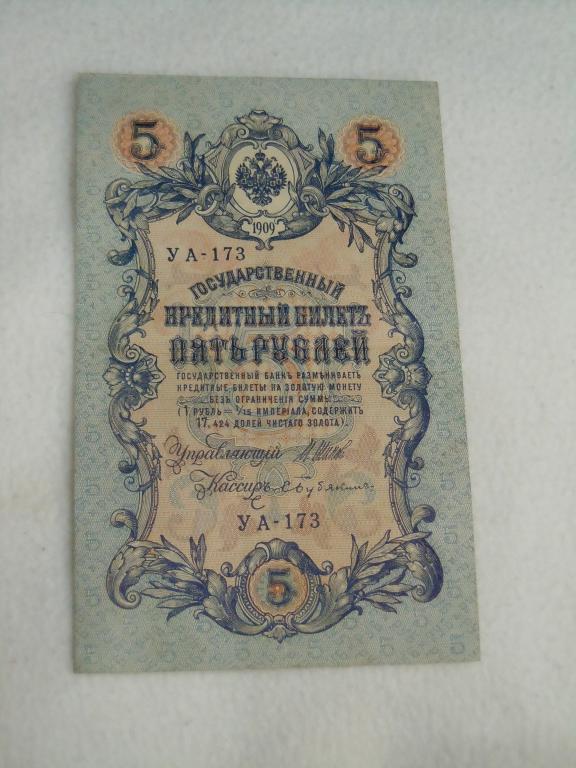 5 5
1909
УА-173
ГОСУДАРСТВЕННЫЙ
КРЕДИТНЫЙ БИЛЕТЪ
ПЯТЬ РУБЛЕЙ
ГОСУДАРСТВЕННЫЙ БАНКЪ РАЗМѢНИВАЕТЪ
КРЕДИТНЫЕ БИЛЕТЫ НА ЗОЛОТУЮ МОНЕТУ
БЕЗЪ ОГРАНИЧЕНІЯ СУММЫ
(1 РУБЛЬ = 1/15 ИМПЕРІАЛА, СОДЕРЖИТЪ
17,424 ДОЛЕЙ ЧИСТАГО ЗОЛОТА).
Управляющій
Кассиръ
УА-173
5